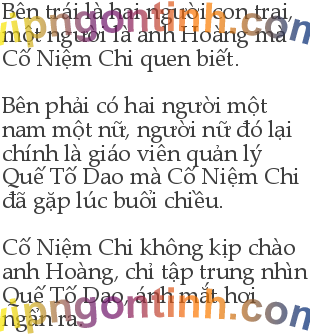 Bên trái là hai người con trai,
một người là anh Hoàng mà
Cố Niệm Chi quen biết.
Bên phải có hai người một
nam một nữ, người nữ đó lại
chính là giáo viên quản lý
Quế Tố Dao mà Cố Niệm Chi
đã gặp lúc buổi chiều.
Cố Niệm Chi không kịp chào
anh Hoàng, chỉ tập trung nhìn
Quế Tố Dao, ánh mắt hơi
ngẩn ra.